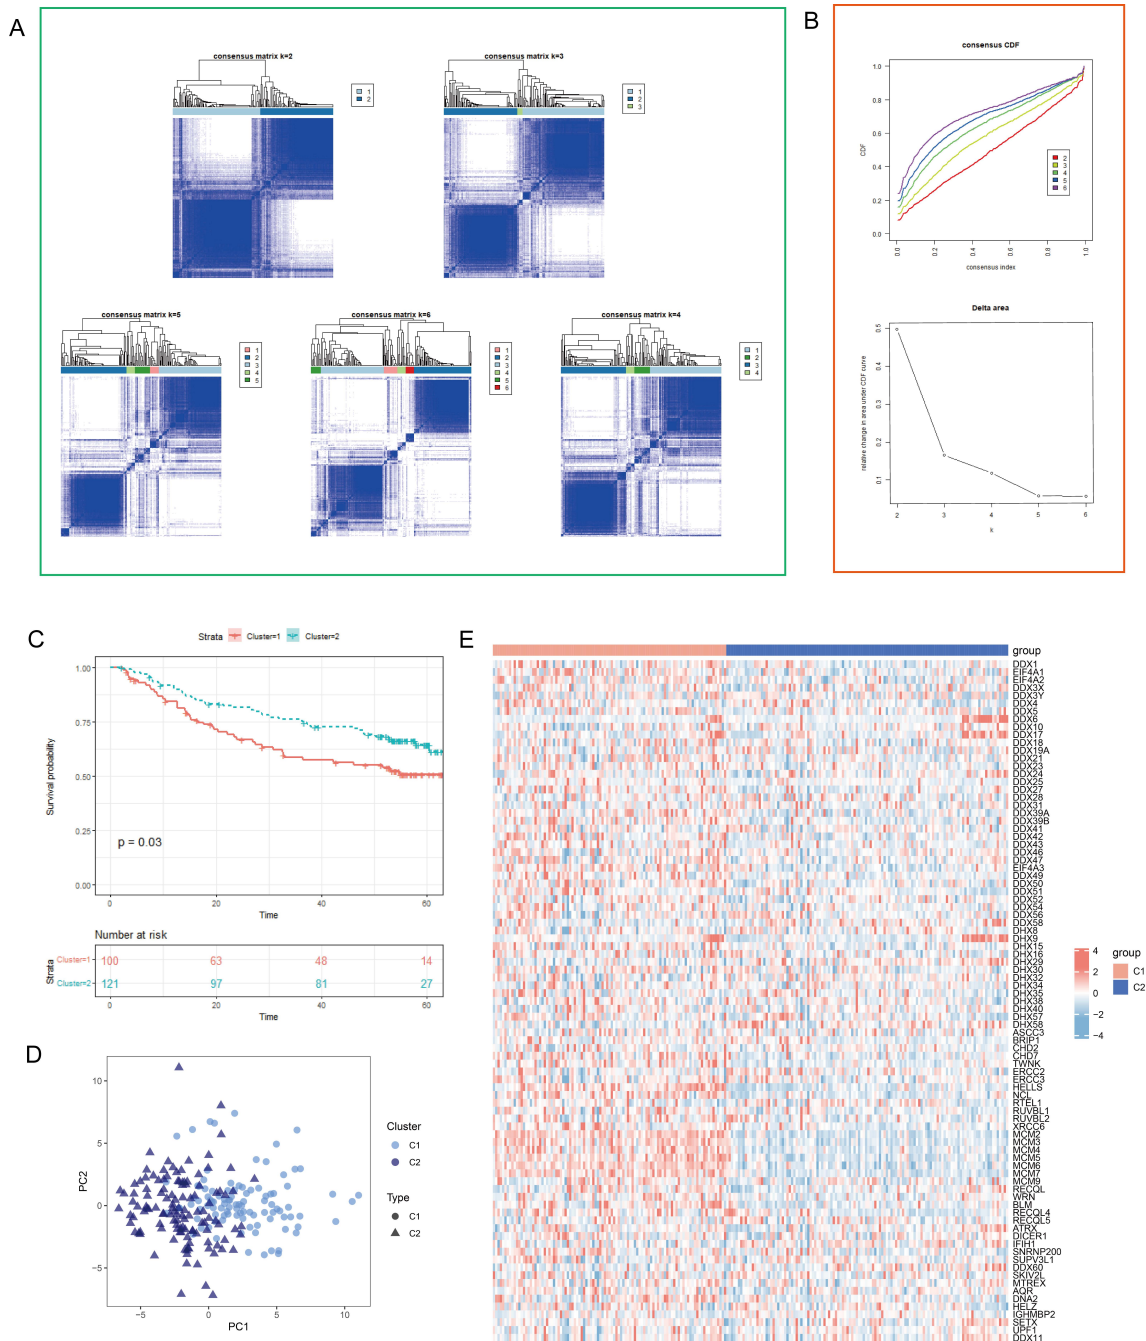 A
consensus matrix k=2
1
2
consensus matrix k=3
1
2
3
consensus matrix k=5
1
2
3
4
5
consensus matrix k=6
1
2
3
4
5
6
consensus matrix k=4
1
2
3
4
B
consensus CDF
CDF
1.0
0.8
0.6
0.4
0.2
0.0
0.0 0.2 0.4 0.6 0.8 1.0
consensus index
2
3
4
5
6
Delta area
relative change in area under CDF curve
0.5
0.4
0.3
0.2
0.1
2 3 4 5 6
k
C
Strata Cluster=1 Cluster=2
Survival probability
1.00
0.75
0.50
0.25
0.00
p = 0.03
0 20 40 60
Time
Number at risk
Strata
Cluster=1 100 63 48 14
Cluster=2 121 97 81 27
0 20 40 60
Time
D
PC2
10
5
0
−5
−5 0 5 10
PC1
Cluster
C1
C2
Type
C1
C2
E
group
DDX1
EIF4A1
EIF4A2
DDX3X
DDX3Y
DDX4
DDX5
DDX6
DDX10
DDX17
DDX18
DDX19A
DDX21
DDX23
DDX24
DDX25
DDX27
DDX28
DDX31
DDX39A
DDX39B
DDX41
DDX42
DDX43
DDX46
DDX47
EIF4A3
DDX49
DDX50
DDX51
DDX52
DDX54
DDX56
DDX58
DHX8
DHX9
DHX15
DHX16
DHX29
DHX30
DHX32
DHX34
DHX35
DHX38
DHX40
DHX57
DHX58
ASCC3
BRIP1
CHD2
CHD7
TWNK
ERCC2
ERCC3
HELLS
NCL
RTEL1
RUVBL1
RUVBL2
XRCC6
MCM2
MCM3
MCM4
MCM5
MCM6
MCM7
MCM9
RECQL
WRN
BLM
RECQL4
RECQL5
ATRX
DICER1
IFIH1
SNRNP200
SUPV3L1
DDX60
SKIV2L
MTREX
AQR
DNA2
HELZ
IGHMBP2
SETX
UPF1
DDX11
4
2
0
−2
−4
group
C1
C2